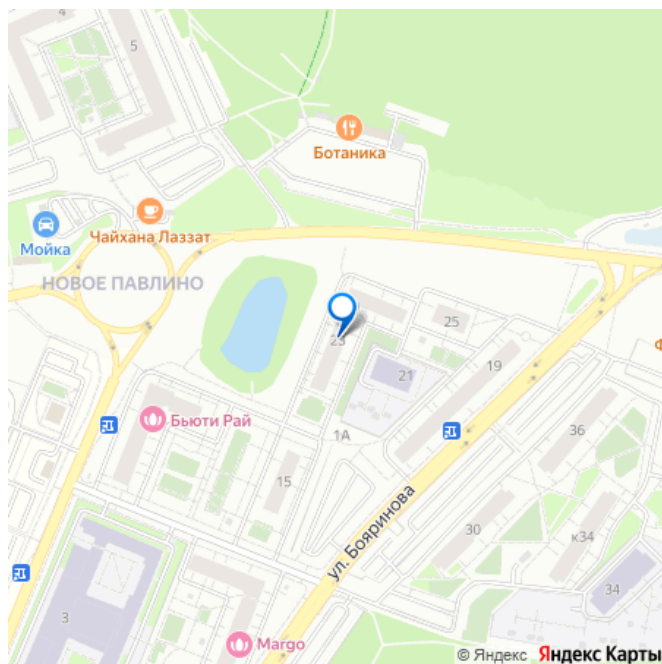 4
5
Ботаника
Чайхана Лаззат
Мойка
НОВОЕ ПАВЛИНО
23
25
21
19
Ф
Бьюти Рай
1А
36
15
ул. Бояринова
30
к34
34
3
Margo
© Яндекс Яндекс Карты